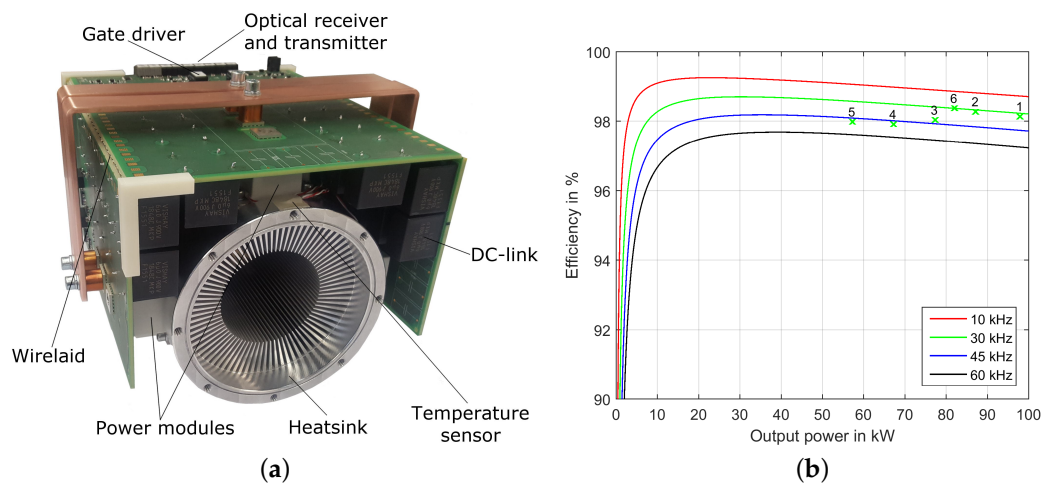 Optical receiver
and transmitter
Gate driver
DC-link
Wirelaid
Power modules
Heatsink
Temperature
sensor
(a)
Efficiency in %
100
98
96
94
92
90
0
10
20
30
40
50
60
70
80
90
100
Output power in kW
5
4
3
6
2
1
10 kHz
30 kHz
45 kHz
60 kHz
(b)